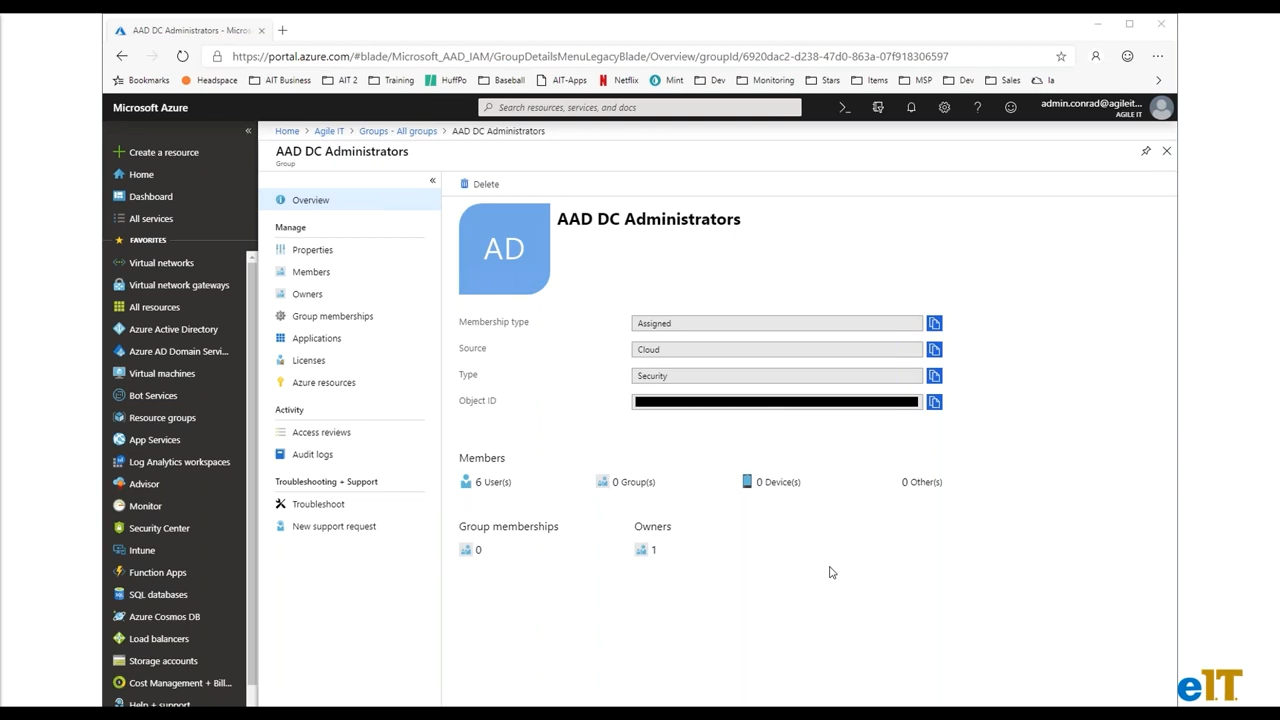 AAD DC Administrators - Micros
https://portal.azure.com/#blade/Microsoft_AAD_IAM/GroupDetailsMenuLegacyBlade/Overview/groupId/6920dac2-d238-47d0-863a-07f918306597
Bookmarks Headspace AIT Business AIT 2 Training HuffPo Baseball AIT-Apps Netflix Mint Dev Monitoring Stars Items MSP Dev Sales Ia
Microsoft Azure
Search resources, services, and docs
admin.conrad@agileit...
AGILE IT
Home Agile IT Groups - All groups AAD DC Administrators
AAD DC Administrators
Group
Create a resource
Home
Dashboard
All services
FAVORITES
Virtual networks
Virtual network gateways
All resources
Azure Active Directory
Azure AD Domain Servi...
Virtual machines
Bot Services
Resource groups
App Services
Log Analytics workspaces
Advisor
Monitor
Security Center
Intune
Function Apps
SQL databases
Azure Cosmos DB
Load balancers
Storage accounts
Cost Management + Bill...
Help + support
Overview
Manage
Properties
Members
Owners
Group memberships
Applications
Licenses
Azure resources
Activity
Access reviews
Audit logs
Troubleshooting + Support
Troubleshoot
New support request
Delete
AD
AAD DC Administrators
Membership type Assigned
Source Cloud
Type Security
Object ID
Members
6 User(s) 0 Group(s) 0 Device(s) 0 Other(s)
Group memberships Owners
0 1
eI.T.